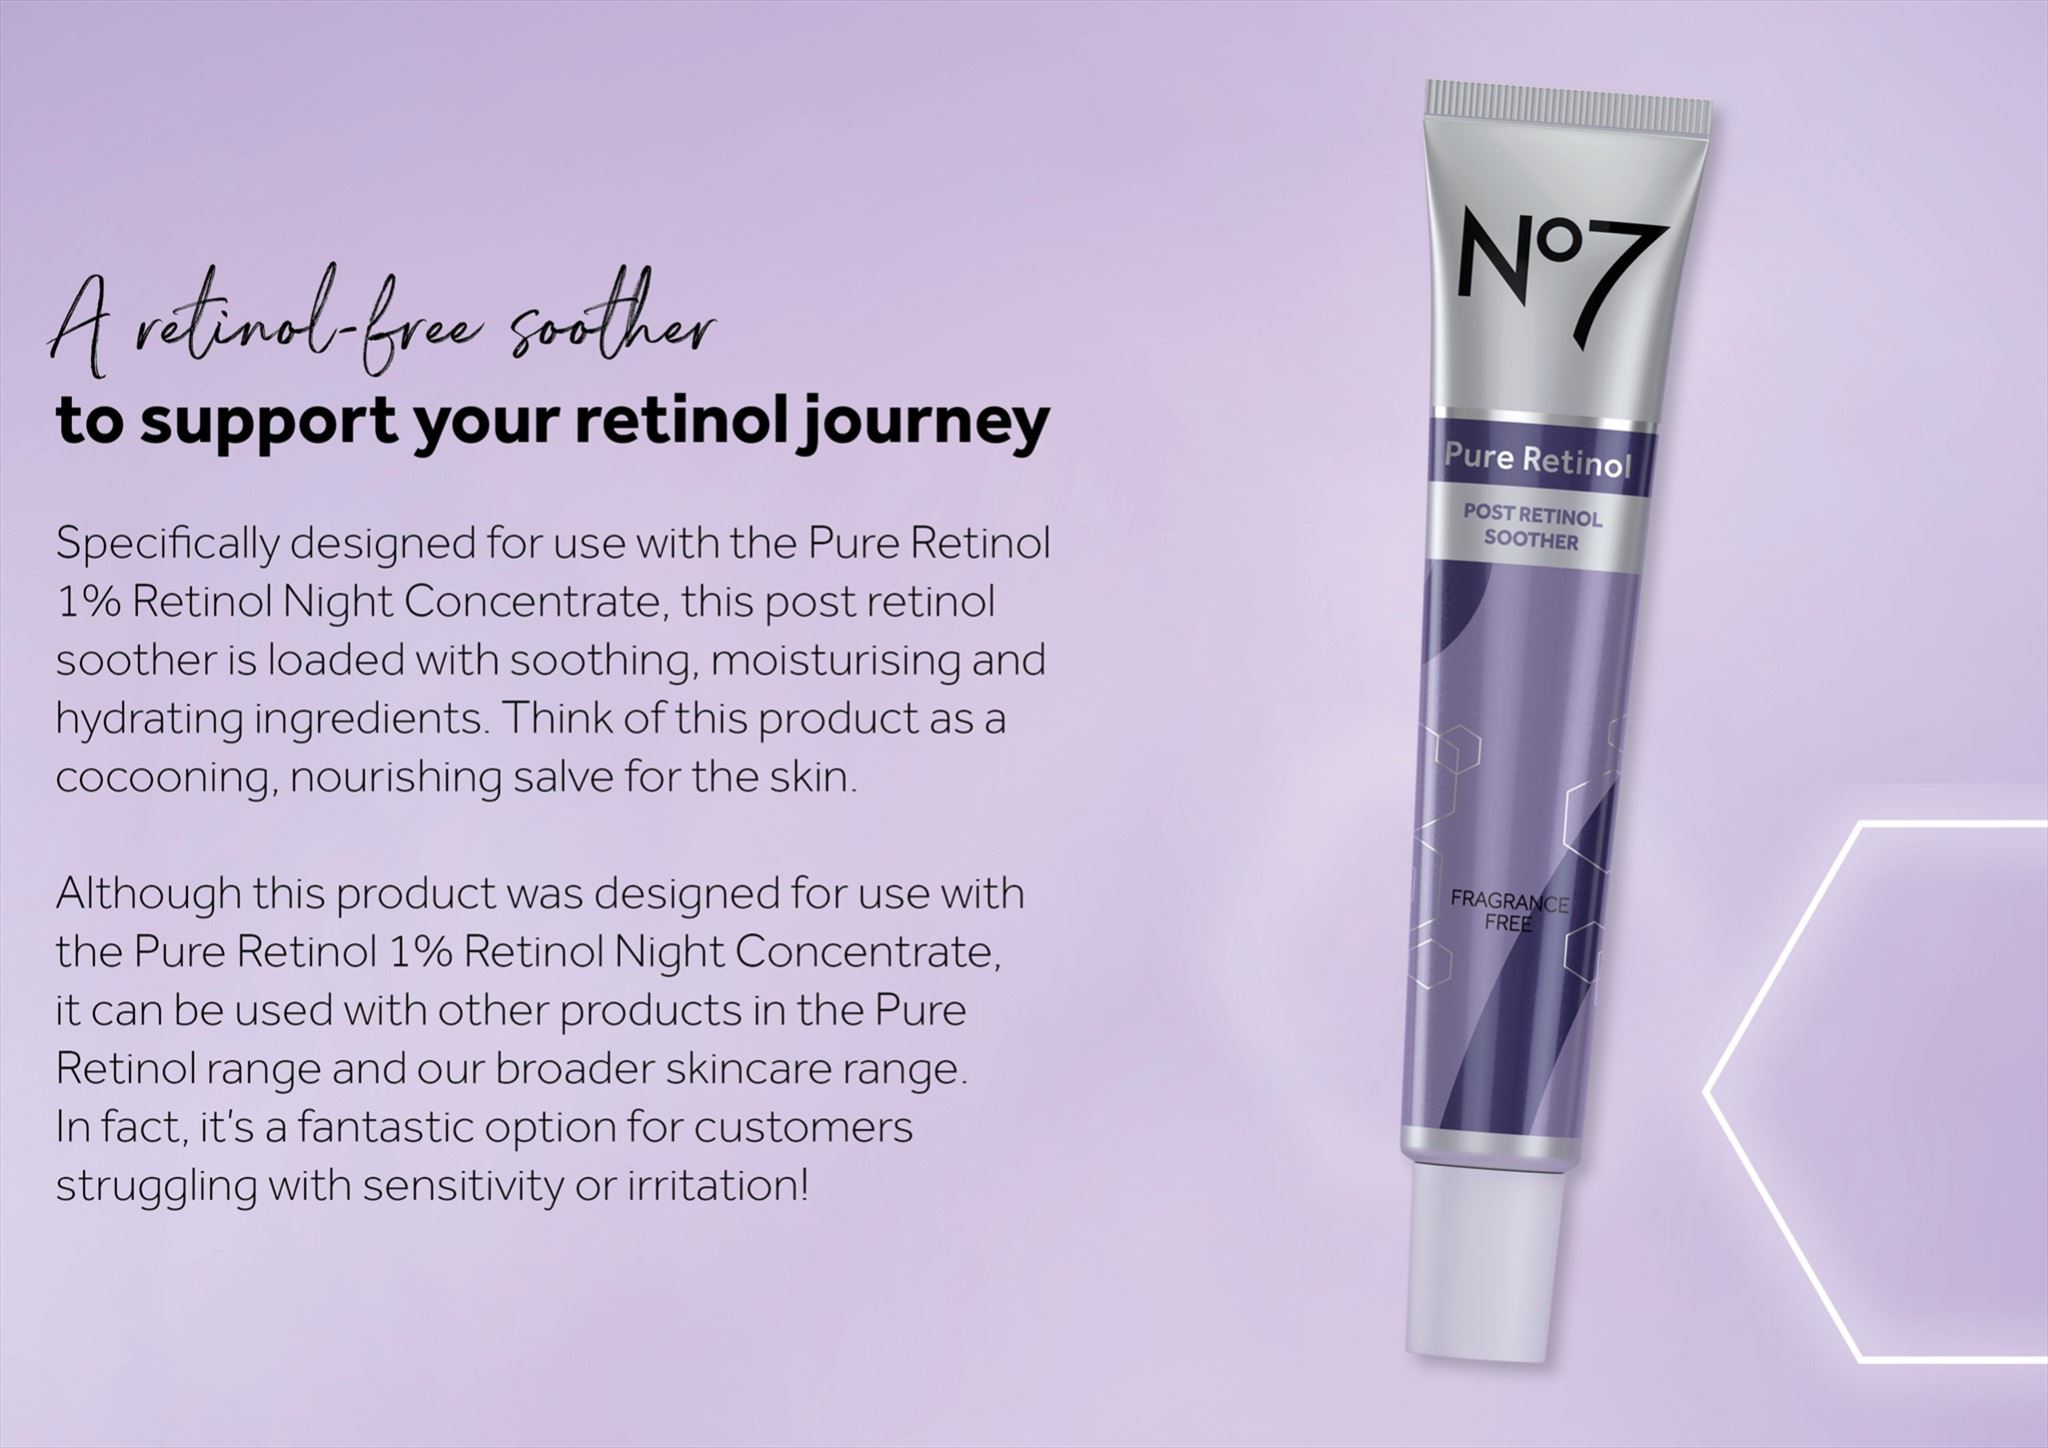 A retinol-free soother
to support your retinol journey
Specifically designed for use with the Pure Retinol
1% Retinol Night Concentrate, this post retinol
soother is loaded with soothing, moisturising and
hydrating ingredients. Think of this product as a
cocooning, nourishing salve for the skin.
Although this product was designed for use with
the Pure Retinol 1% Retinol Night Concentrate,
it can be used with other products in the Pure
Retinol range and our broader skincare range.
In fact, it's a fantastic option for customers
struggling with sensitivity or irritation!
Nº7
Pure Retinol
POST RETINOL
SOOTHER
FRAGRANCE
FREE